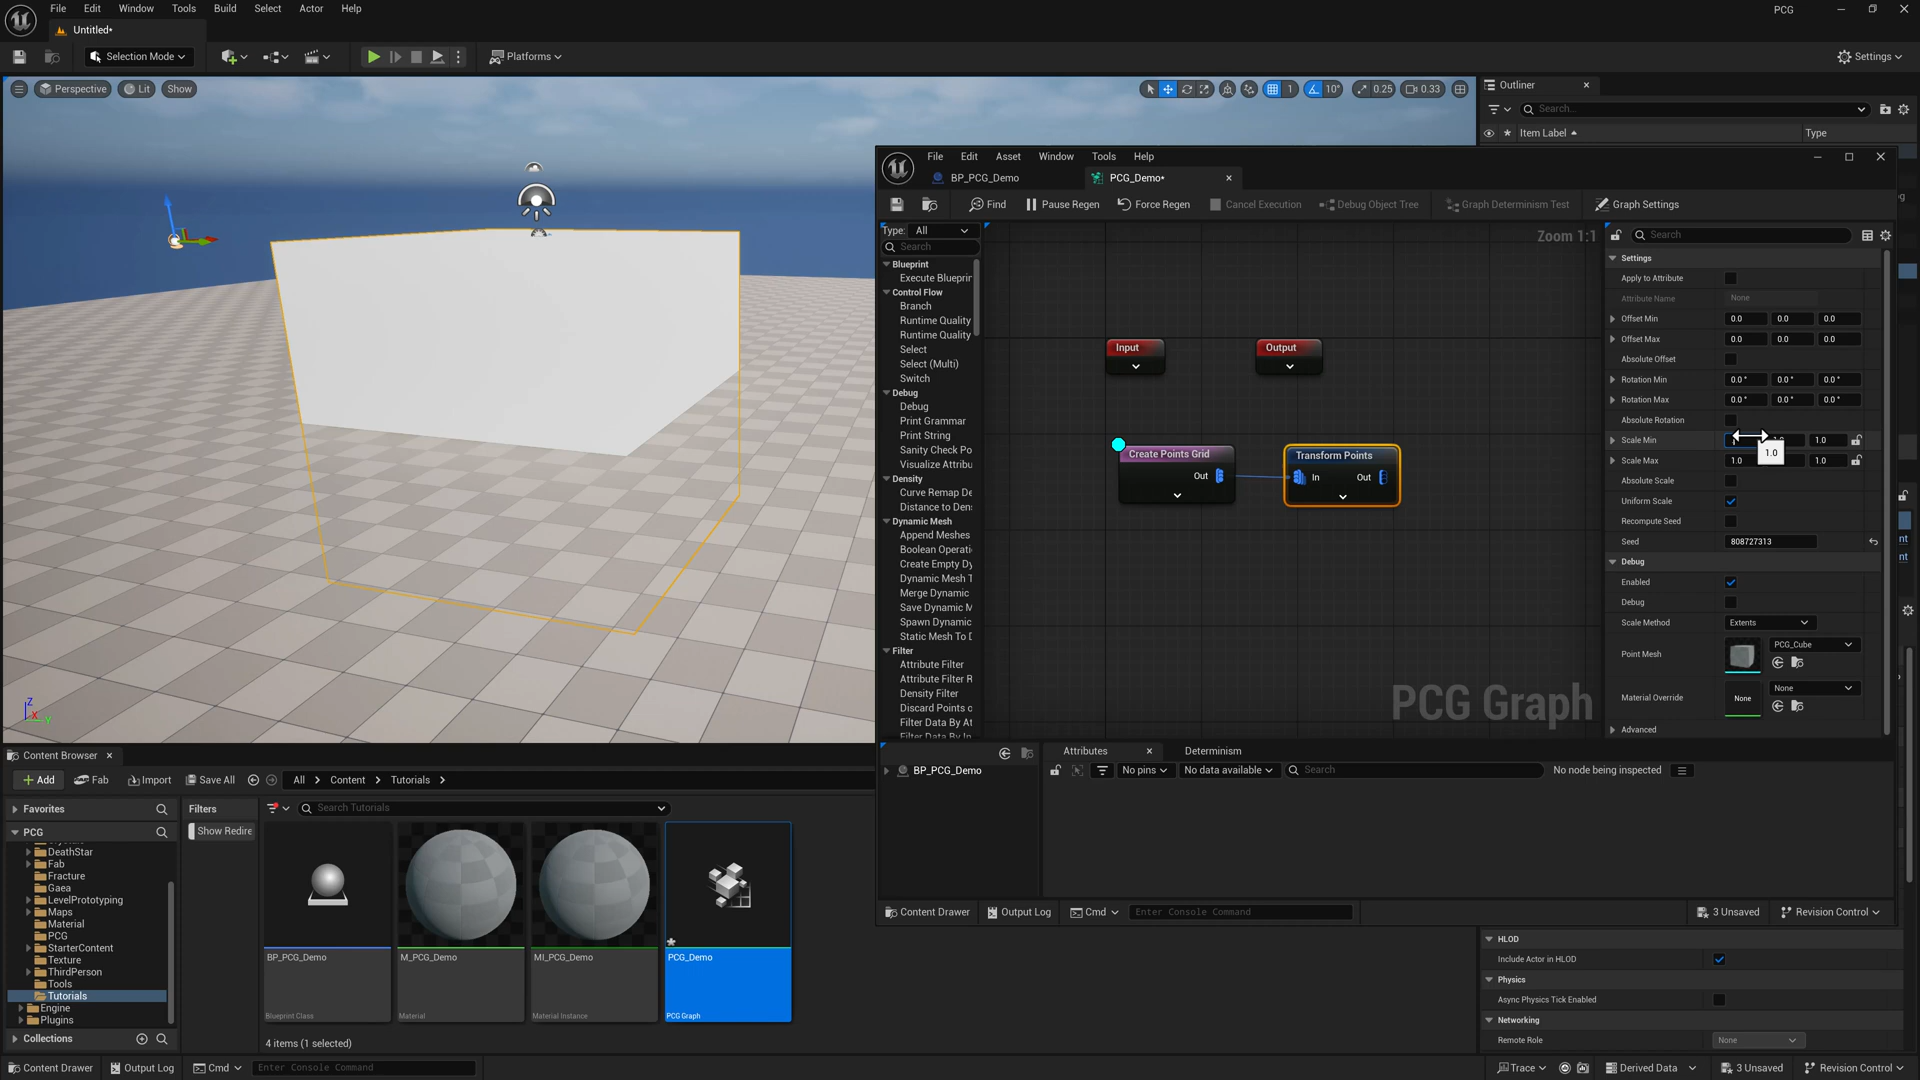 File Edit Window Tools Build Select Actor Help
PCG
Untitled*
Selection Mode
Platforms
Settings
Perspective
Lit
Show
1
10°
0.25
0.33
Outliner
Search...
Item Label
Type
File Edit Asset Window Tools Help
BP_PCG_Demo
PCG_Demo*
Find
Pause Regen
Force Regen
Cancel Execution
Debug Object Tree
Graph Determinism Test
Graph Settings
Type: All
Search
Blueprint
Execute Blueprin
Control Flow
Branch
Runtime Quality
Runtime Quality
Select
Select (Multi)
Switch
Debug
Debug
Print Grammar
Print String
Sanity Check Po
Visualize Attribu
Density
Curve Remap De
Distance to Den
Dynamic Mesh
Append Meshes
Boolean Operati
Create Empty Dy
Dynamic Mesh T
Merge Dynamic
Save Dynamic M
Spawn Dynamic
Static Mesh To D
Filter
Attribute Filter
Attribute Filter R
Density Filter
Discard Points o
Filter Data By At
Filter Data By In
Zoom 1:1
Input
Output
Create Points Grid
Out
Transform Points
In
Out
PCG Graph
Search
Settings
Apply to Attribute
Attribute Name None
Offset Min 0.0 0.0 0.0
Offset Max 0.0 0.0 0.0
Absolute Offset
Rotation Min 0.0 ° 0.0 ° 0.0 °
Rotation Max 0.0 ° 0.0 ° 0.0 °
Absolute Rotation
Scale Min 1.0
1.0
Scale Max 1.0 1.0
Absolute Scale
Uniform Scale
Recompute Seed
Seed 808727313
Debug
Enabled
Debug
Scale Method Extents
Point Mesh PCG_Cube
Material Override None None
Advanced
BP_PCG_Demo
Attributes
Determinism
No pins
No data available
Search
No node being inspected
Content Drawer
Output Log
Cmd
Enter Console Command
3 Unsaved
Revision Control
nt
nt
Content Browser
Add
Fab
Import
Save All
All
Content
Tutorials
Favorites
PCG
DeathStar
Fab
Fracture
Gaea
LevelPrototyping
Maps
Material
PCG
StarterContent
Texture
ThirdPerson
Tools
Tutorials
Engine
Plugins
Collections
Filters
Show Redire
Search Tutorials
BP_PCG_Demo
Blueprint Class
M_PCG_Demo
Material
MI_PCG_Demo
Material Instance
PCG_Demo
PCG Graph
4 items (1 selected)
HLOD
Include Actor in HLOD
Physics
Async Physics Tick Enabled
Networking
Remote Role None
Content Drawer
Output Log
Cmd
Enter Console Command
Trace
Derived Data
3 Unsaved
Revision Control
Z
X
Y